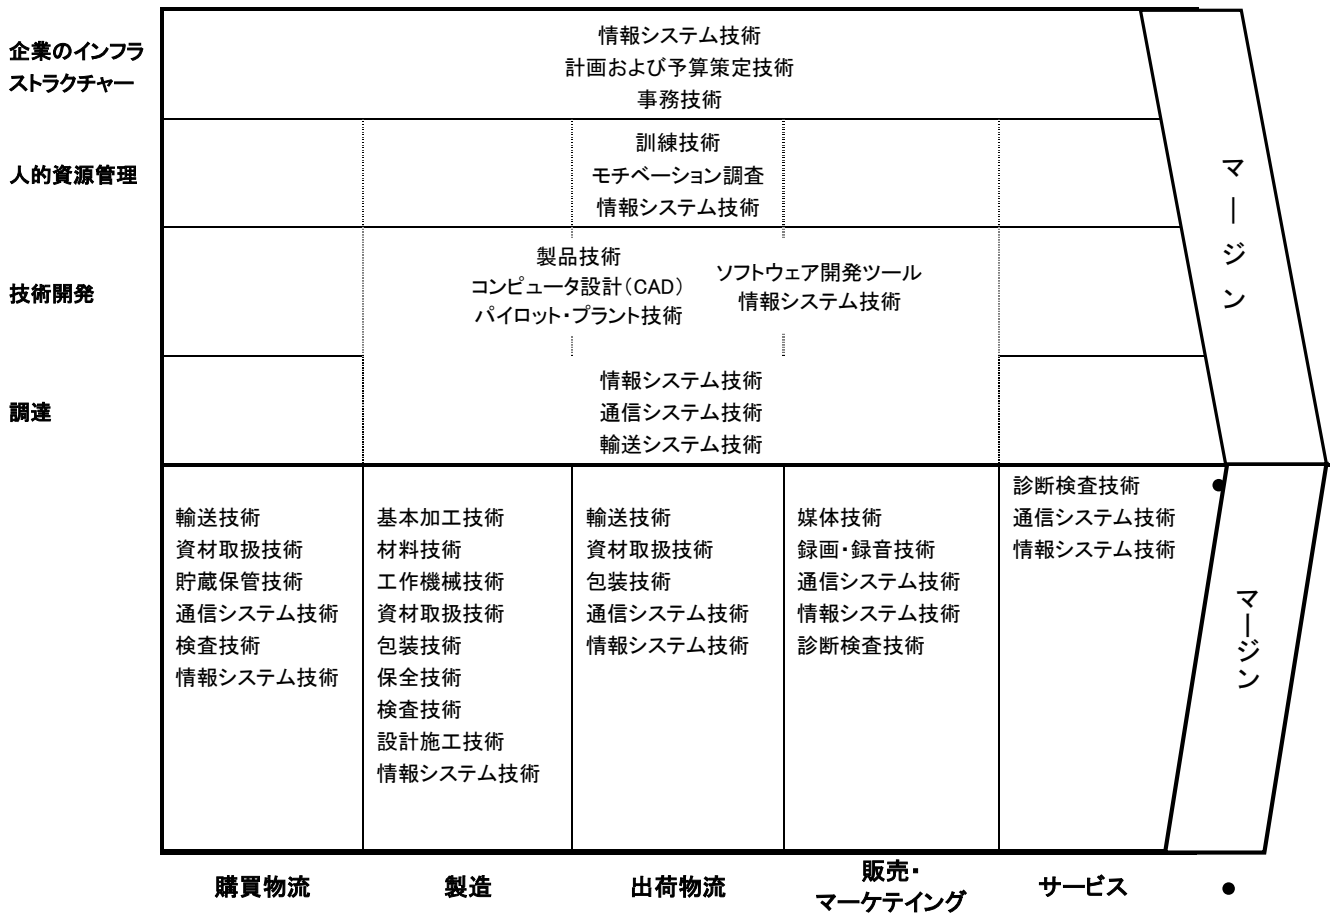 企業のインフラ
ストラクチャー
情報システム技術
計画および予算策定技術
事務技術
人的資源管理
訓練技術
モチベーション調査
情報システム技術
技術開発
製品技術
コンピュータ設計（CAD）
パイロット・プラント技術
ソフトウェア開発ツール
情報システム技術
調達
情報システム技術
通信システム技術
輸送システム技術
マージン
輸送技術
資材取扱技術
貯蔵保管技術
通信システム技術
検査技術
情報システム技術
基本加工技術
材料技術
工作機械技術
資材取扱技術
包装技術
保全技術
検査技術
設計施工技術
情報システム技術
輸送技術
資材取扱技術
包装技術
通信システム技術
情報システム技術
媒体技術
録画・録音技術
通信システム技術
情報システム技術
診断検査技術
診断検査技術
通信システム技術
情報システム技術
マージン
購買物流
製造
出荷物流
販売・
マーケテイング
サービス